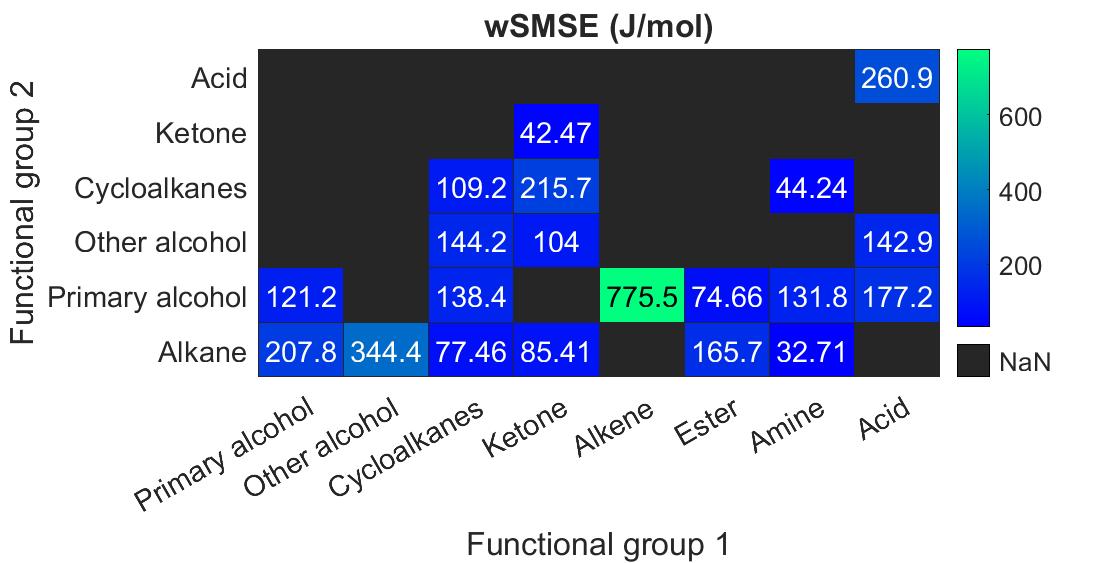 wSMSE (J/mol)
Functional group 2
Acid 260.9
Ketone 42.47
Cycloalkanes 109.2 215.7 44.24
Other alcohol 144.2 104 142.9
Primary alcohol 121.2 138.4 775.5 74.66 131.8 177.2
Alkane 207.8 344.4 77.46 85.41 165.7 32.71
600
400
200
NaN
Primary alcohol
Other alcohol
Cycloalkanes
Ketone
Alkene
Ester
Amine
Acid
Functional group 1